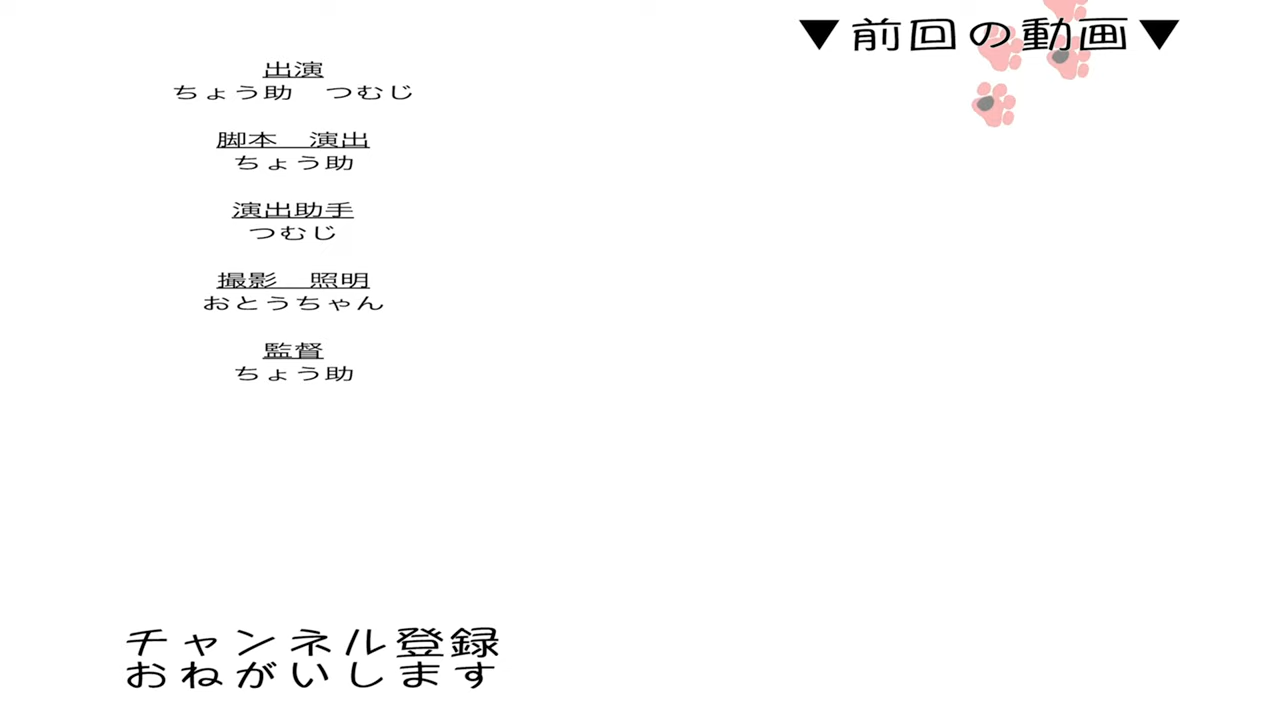 ▼前回の動画▼
出演
ちょう助　つむじ
脚本　演出
ちょう助
演出助手
つむじ
撮影　照明
おとうちゃん
監督
ちょう助
チャンネル登録
おねがいします